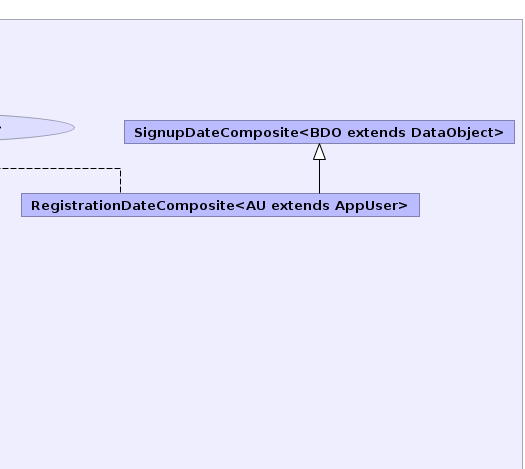 SignupDateComposite<BDO extends DataObject>
RegistrationDateComposite<AU extends AppUser>